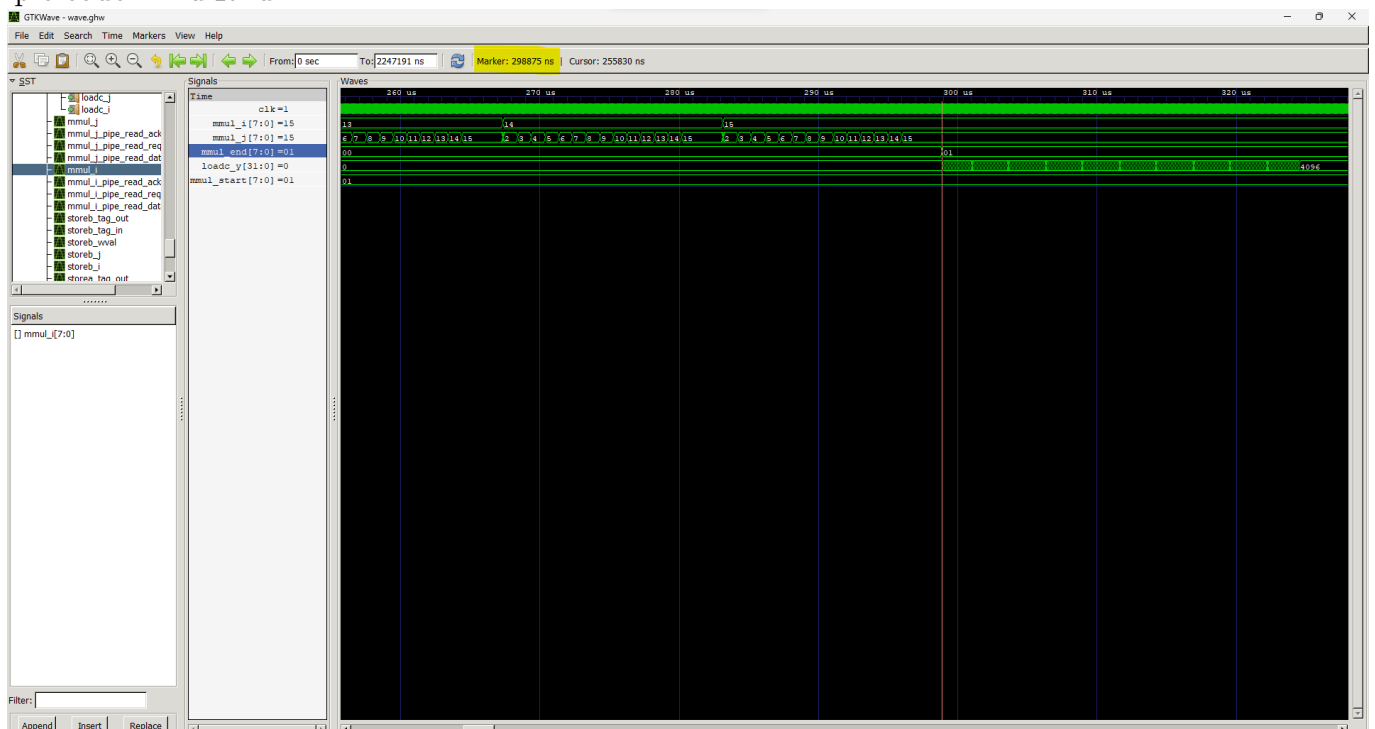 GTKWave - wave.ghw
File Edit Search Time Markers View Help
From: 0 sec To: 2247191 ns Marker: 298875 ns | Cursor: 255830 ns
SST
loadc_j
loadc_i
mmul_j
mmul_j_pipe_read_ack
mmul_j_pipe_read_req
mmul_j_pipe_read_dat
mmul_i
mmul_i_pipe_read_ack
mmul_i_pipe_read_req
mmul_i_pipe_read_dat
storeb_tag_out
storeb_tag_in
storeb_wval
storeb_j
storeb_i
storea_tag_out
Signals
[] mmul_i[7:0]
Filter:
Append Insert Replace
Signals
Time
clk=1
mmul_i[7:0]=15
mmul_j[7:0]=15
mmul_end[7:0]=01
loadc_y[31:0]=0
mmul_start[7:0]=01
Waves
260 us 270 us 280 us 290 us 300 us 310 us 320 us
13 14 15
6 7 8 9 10 11 12 13 14 15 2 3 4 5 6 7 8 9 10 11 12 13 14 15 2 3 4 5 6 7 8 9 10 11 12 13 14 15
00 01
0 4096
01